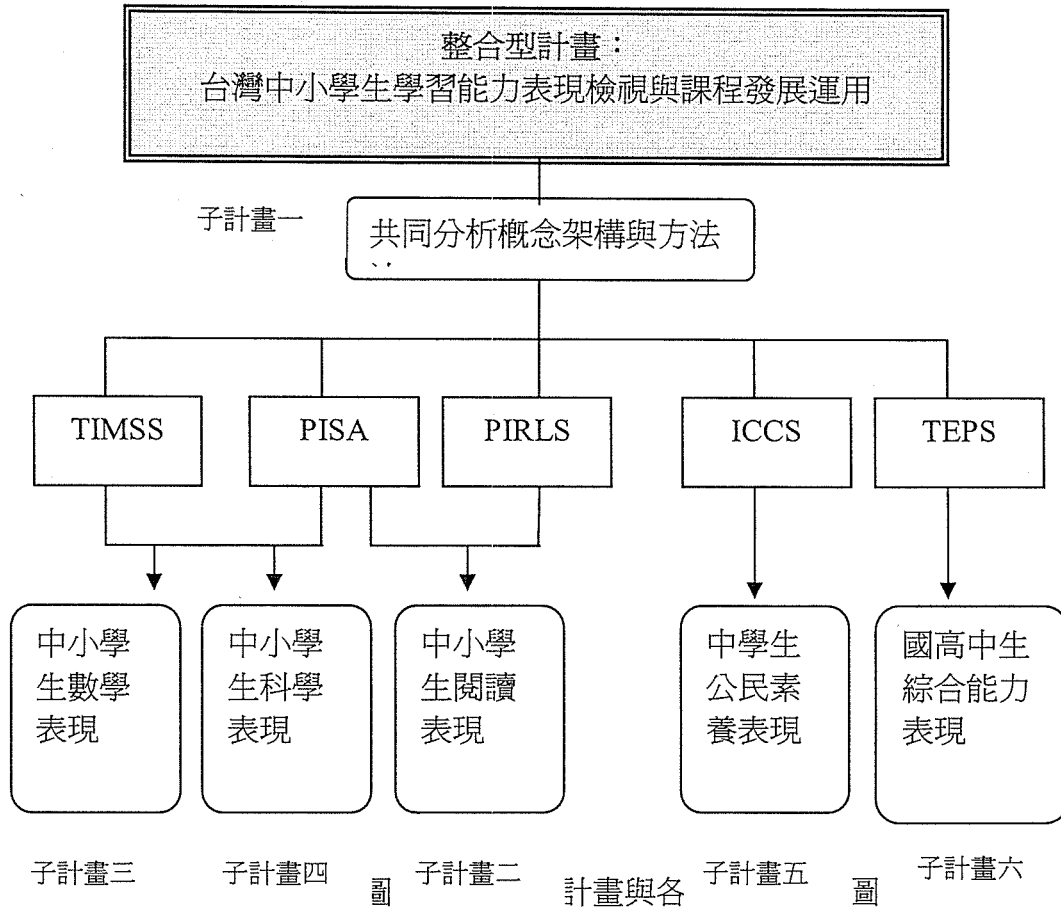 整合型計畫：
台灣中小學生學習能力表現檢視與課程發展運用
子計畫一
共同分析概念架構與方法
TIMSS
PISA
PIRLS
ICCS
TEPS
中小學
生數學
表現
中小學
生科學
表現
中小學
生閱讀
表現
中學生
公民素
養表現
國高中生
綜合能力
表現
子計畫三
子計畫四
子計畫二
子計畫五
子計畫六
圖 計畫與各 圖